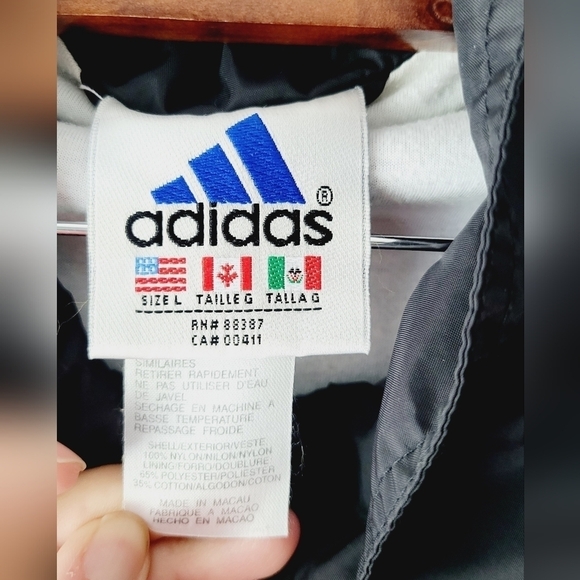 adidas®
SIZE L TAILLE G TALLA G
RN# 88387
CA# 00411
SIMILAIRES
RETIRER RAPIDEMENT
NE PAS UTILISER D'EAU
DE JAVEL
SECHAGE EN MACHINE A
BASSE TEMPERATURE
REPASSAGE FROIDE
SHELL/EXTERIOR/VESTE
100% NYLON/NILON/NYLON
LINING/FORRO/DOUBLURE
65% POLYESTER/POLIESTER
35% COTTON/ALGODON/COTON
MADE IN MACAU
FABRIQUE A MACAO
HECHO EN MACAO